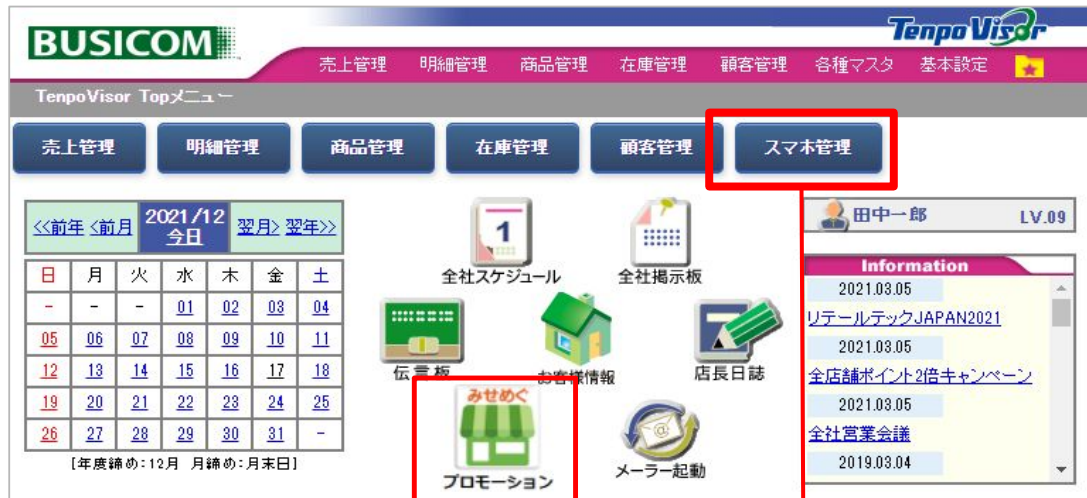 BUSICOM
TenpoVisor
売上管理 明細管理 商品管理 在庫管理 顧客管理 各種マスタ 基本設定
TenpoVisor Topメニュー
売上管理 明細管理 商品管理 在庫管理 顧客管理 スマホ管理
<<前年 <前月 2021/12 今日 翌月> 翌年>>
日 月 火 水 木 金 土
- - - 01 02 03 04
05 06 07 08 09 10 11
12 13 14 15 16 17 18
19 20 21 22 23 24 25
26 27 28 29 30 31 -
[年度締め:12月 月締め:月末日]
1
全社スケジュール 全社掲示板
伝言板 お客様情報 店長日誌
みせめぐ
プロモーション メーラー起動
田中一郎 LV.09
Information
2021.03.05
リテールテックJAPAN2021
2021.03.05
全店舗ポイント2倍キャンペーン
2021.03.05
全社営業会議
2019.03.04